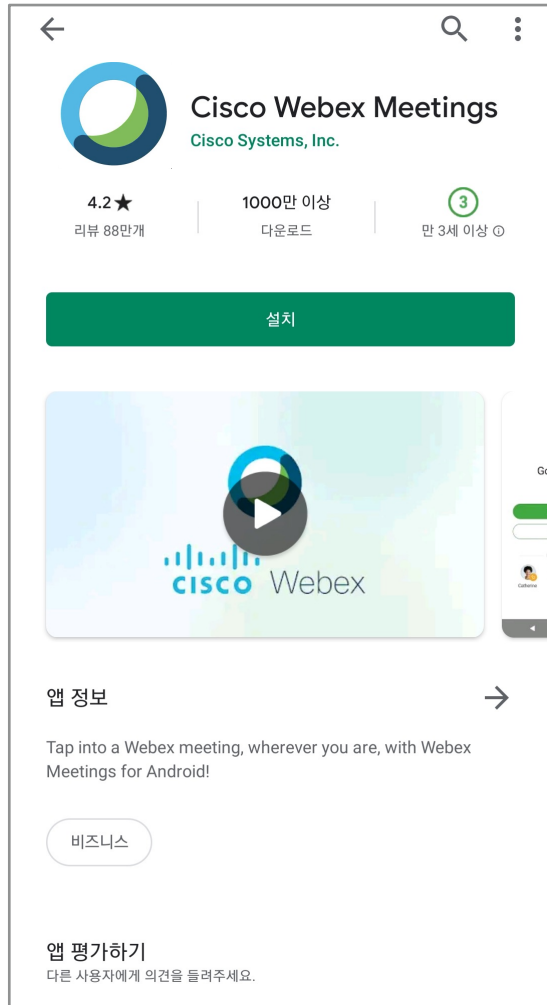 Cisco Webex Meetings
Cisco Systems, Inc.
4.2★
리뷰 88만개
1000만 이상
다운로드
3
만 3세 이상
설치
CISCO Webex
Go
Catherine
앱 정보
Tap into a Webex meeting, wherever you are, with Webex
Meetings for Android!
비즈니스
앱 평가하기
다른 사용자에게 의견을 들려주세요.